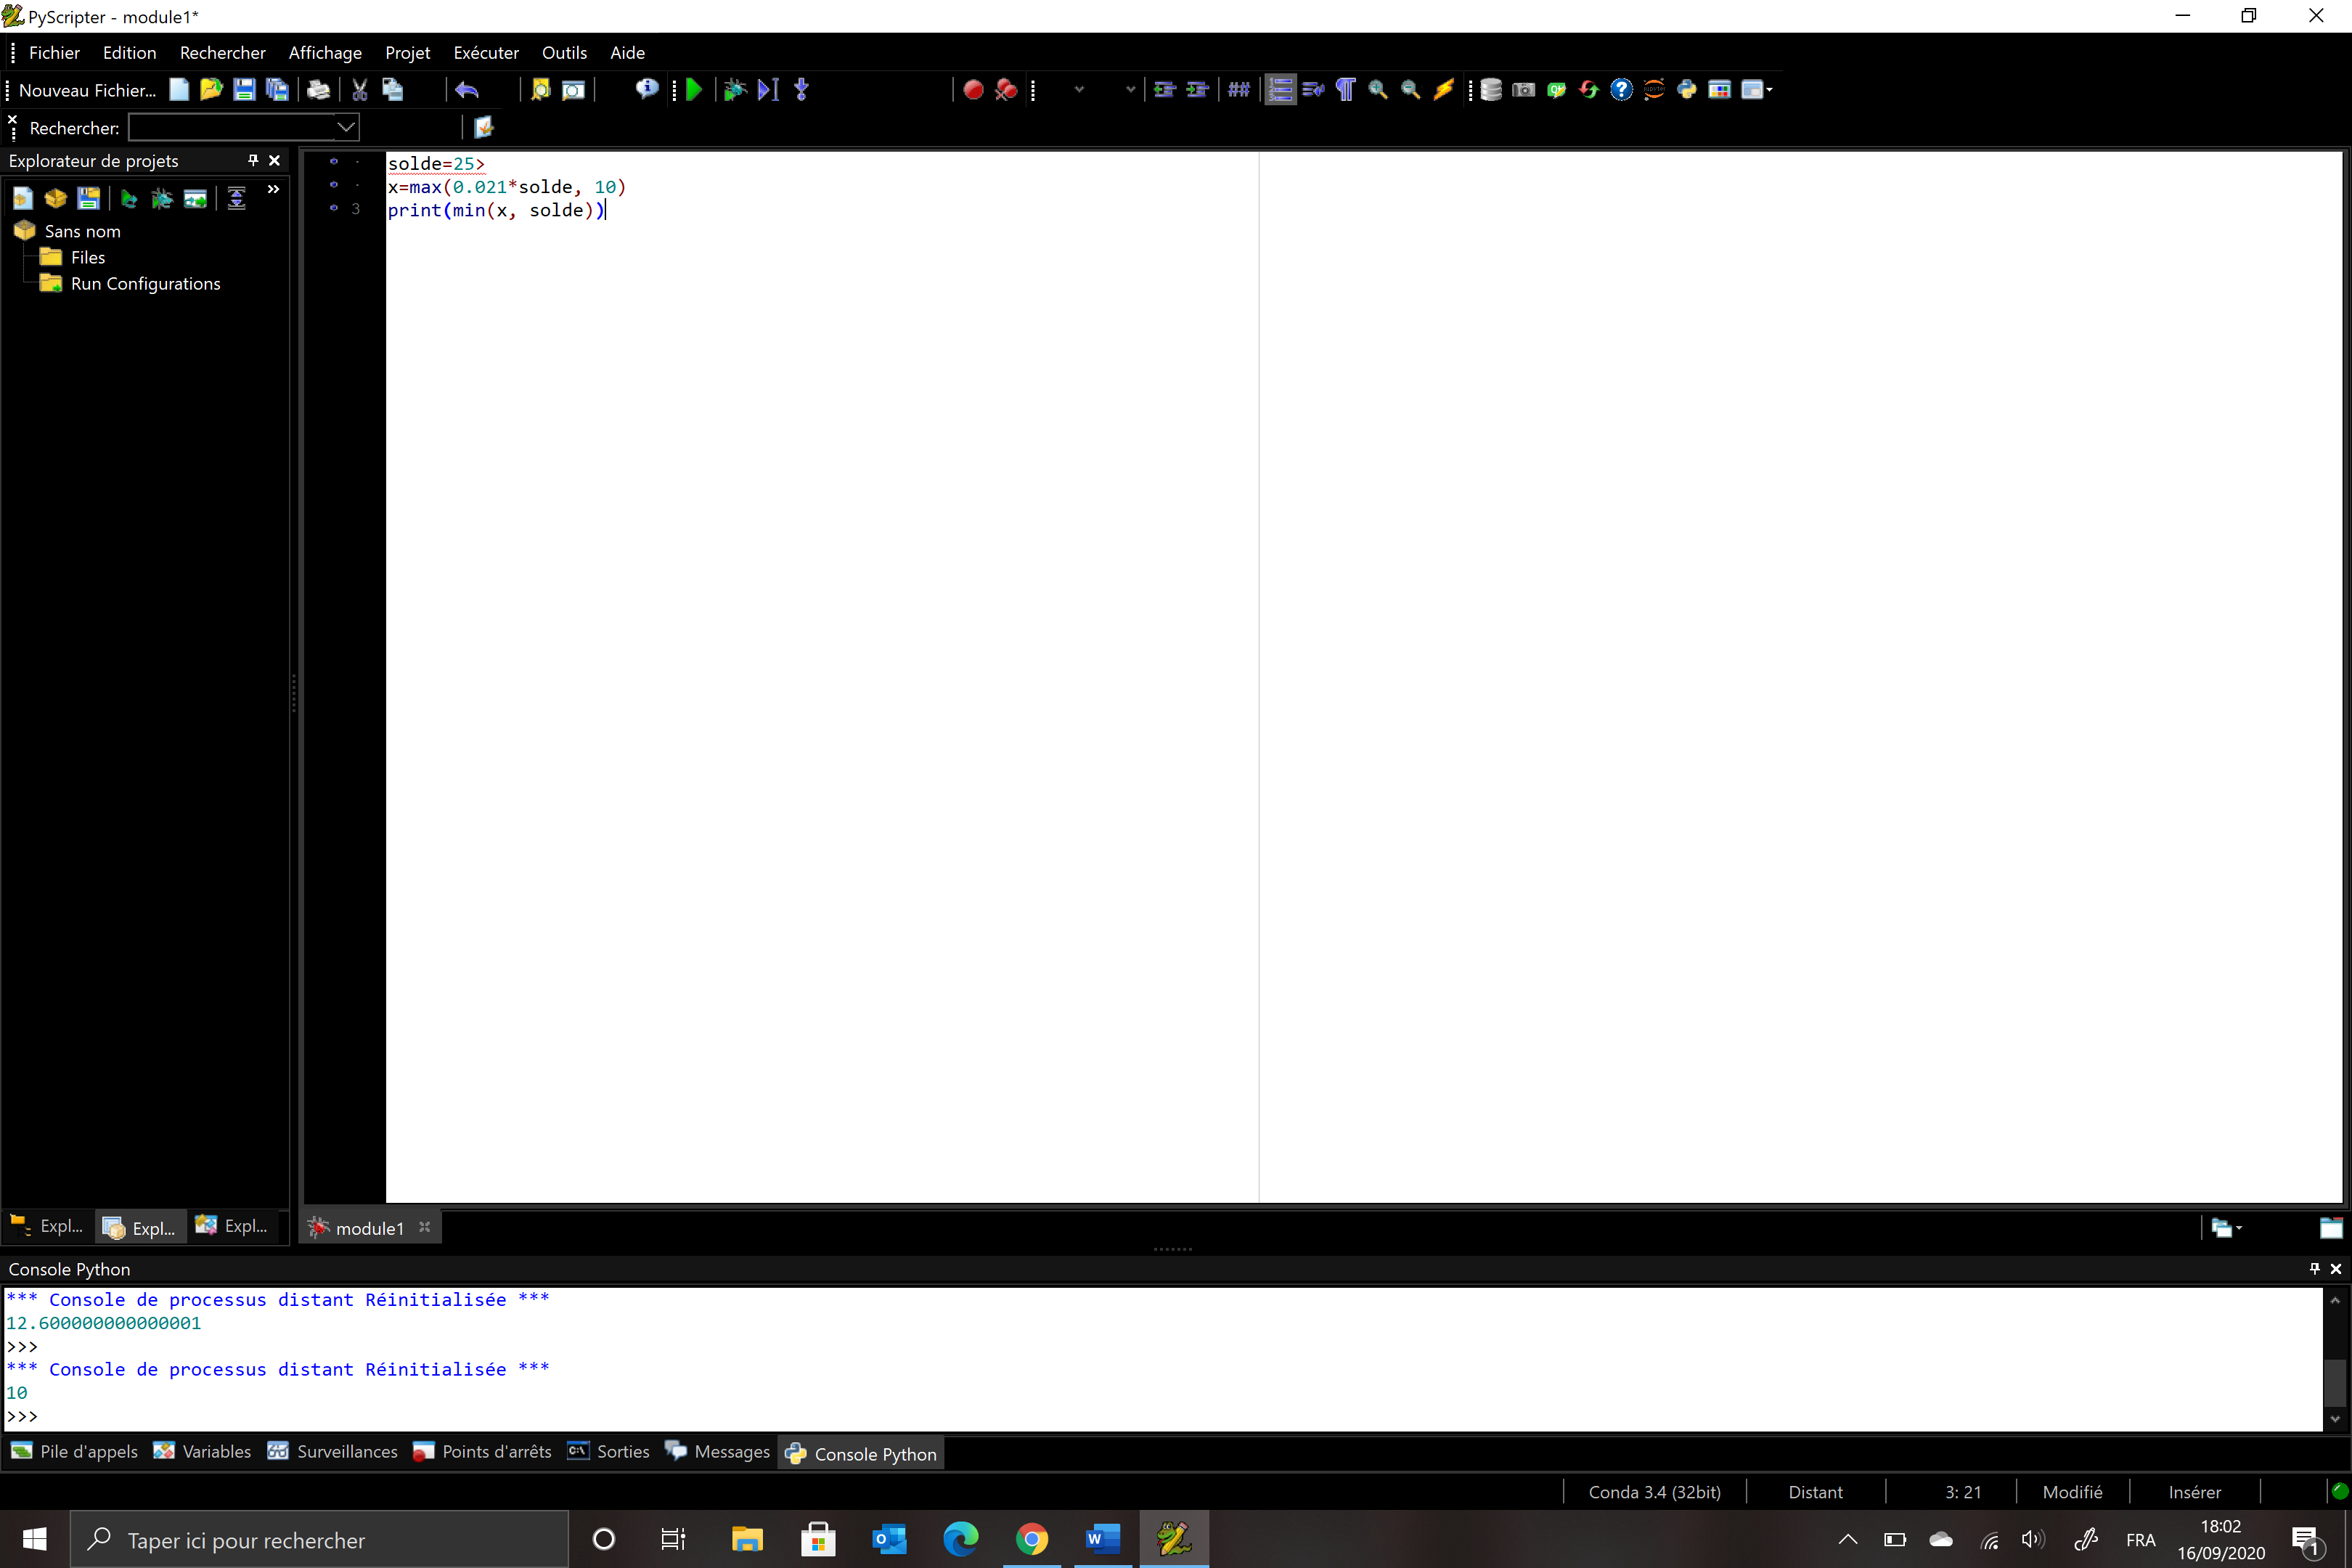 PyScripter - module1*
Fichier Edition Rechercher Affichage Projet Exécuter Outils Aide
Nouveau Fichier...
Rechercher:
Explorateur de projets
Sans nom
Files
Run Configurations
solde=25>
x=max(0.021*solde, 10)
3 print(min(x, solde))
Expl... Expl... Expl...
module1
Console Python
*** Console de processus distant Réinitialisée ***
12.600000000000001
>>>
*** Console de processus distant Réinitialisée ***
10
>>>
Pile d'appels Variables Surveillances Points d'arrêts Sorties Messages Console Python
Conda 3.4 (32bit) Distant 3: 21 Modifié Insérer
Taper ici pour rechercher
FRA
18:02
16/09/2020
1